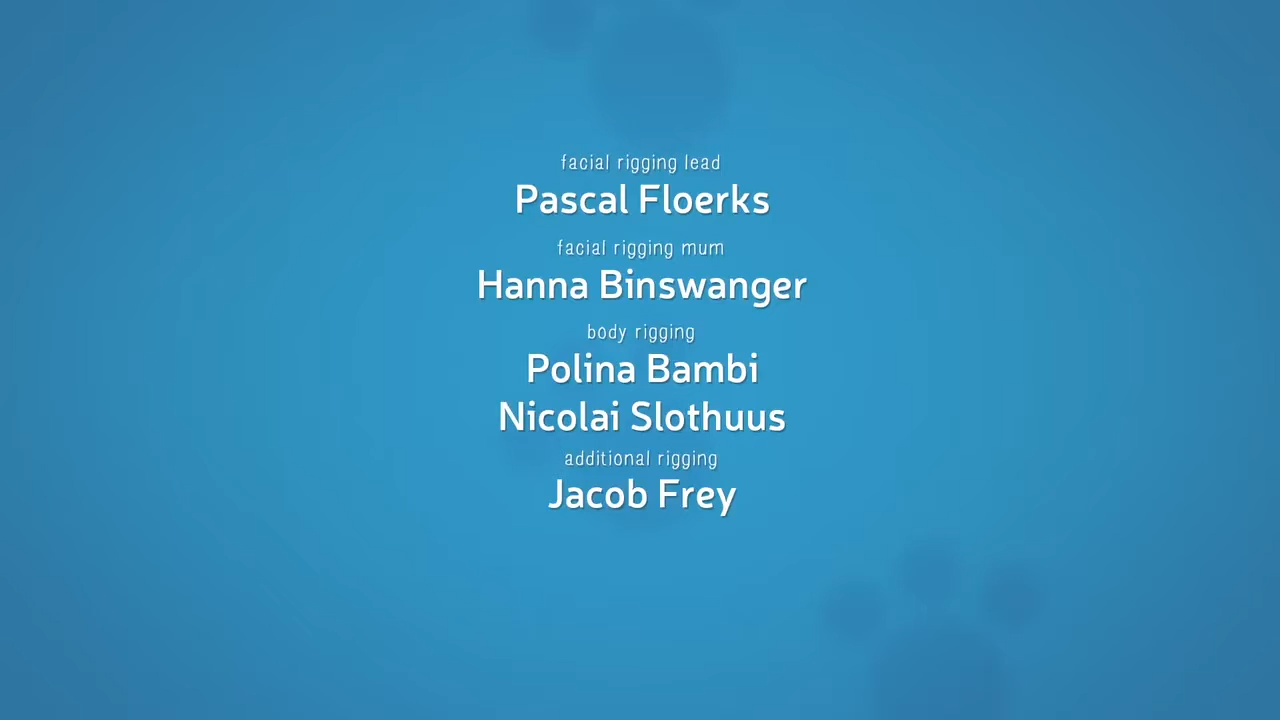 facial rigging lead
Pascal Floerks
facial rigging mum
Hanna Binswanger
body rigging
Polina Bambi
Nicolai Slothuus
additional rigging
Jacob Frey